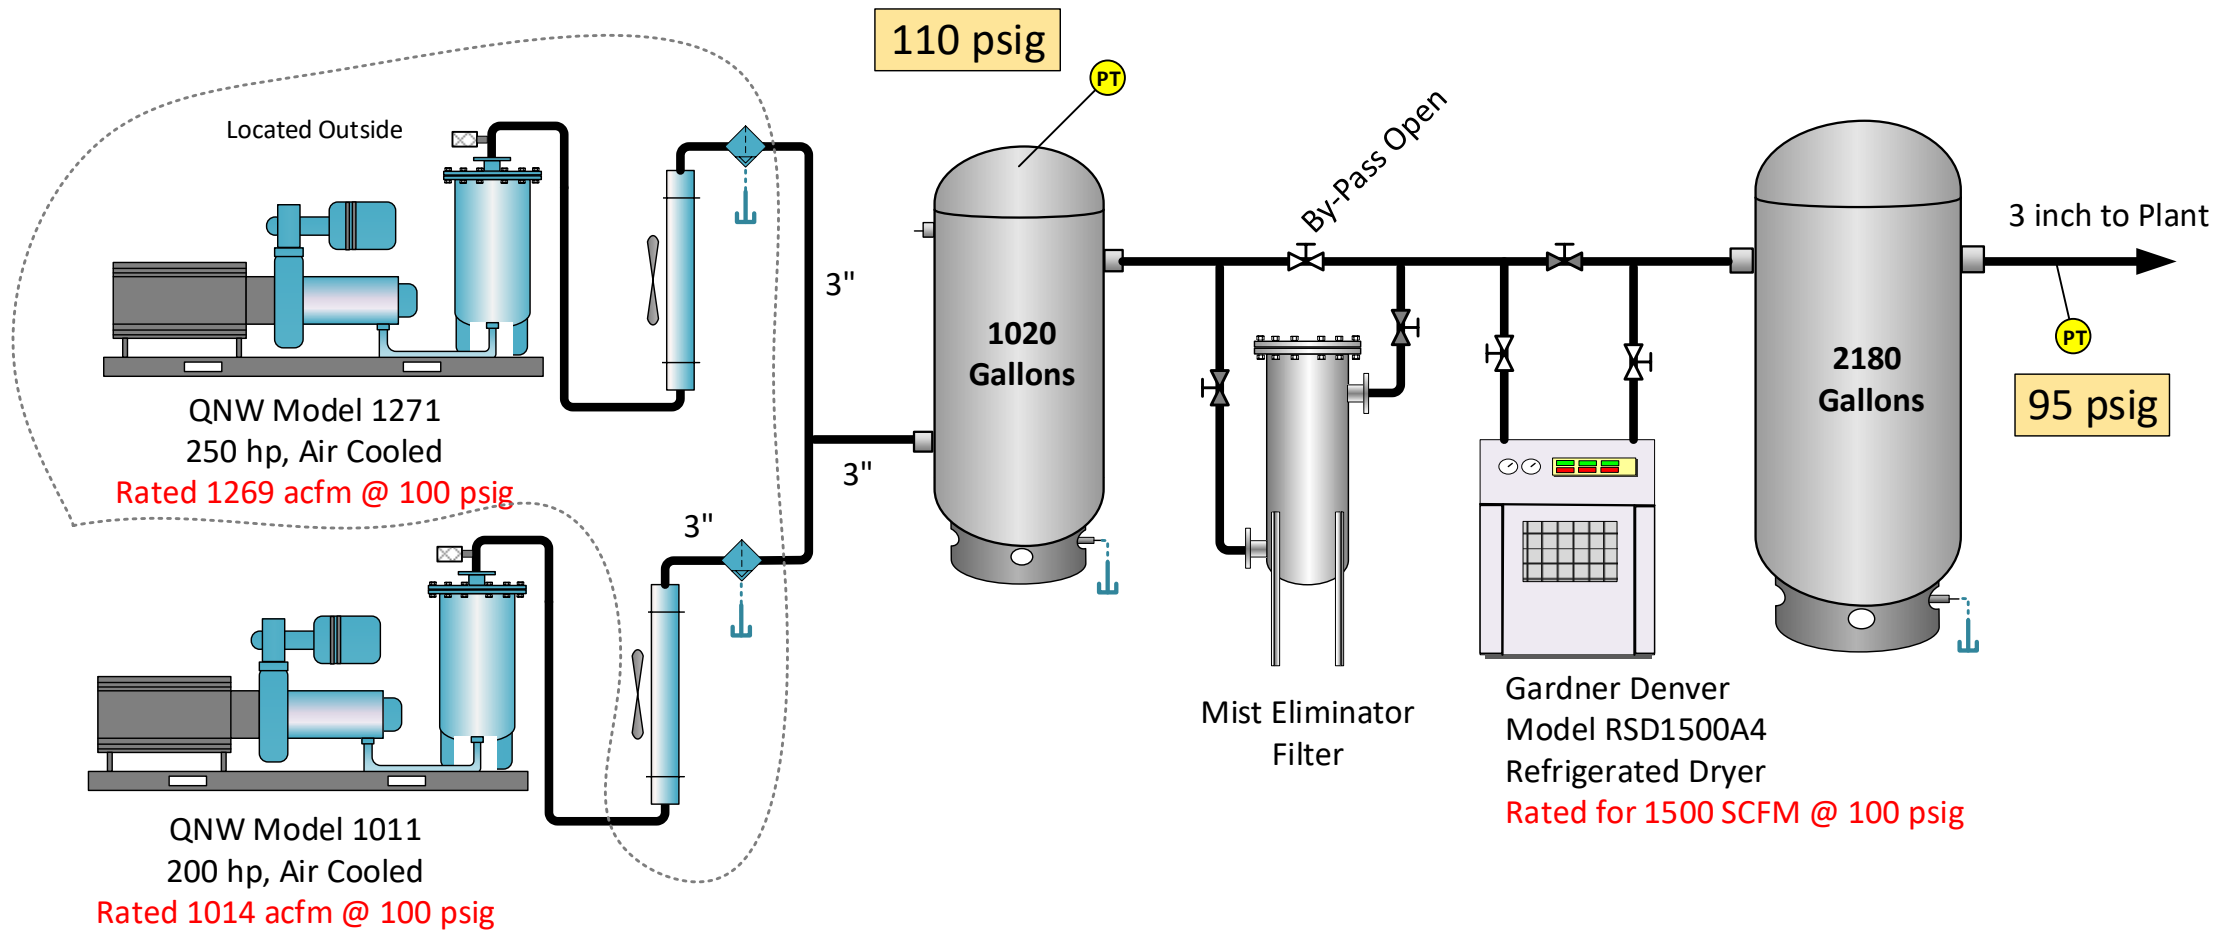 110 psig
PT
Located Outside
By-Pass Open
3 inch to Plant
3"
1020
Gallons
PT
2180
Gallons
95 psig
QNW Model 1271
250 hp, Air Cooled
Rated 1269 acfm @ 100 psig
3"
3"
Mist Eliminator
Filter
Gardner Denver
Model RSD1500A4
Refrigerated Dryer
Rated for 1500 SCFM @ 100 psig
QNW Model 1011
200 hp, Air Cooled
Rated 1014 acfm @ 100 psig